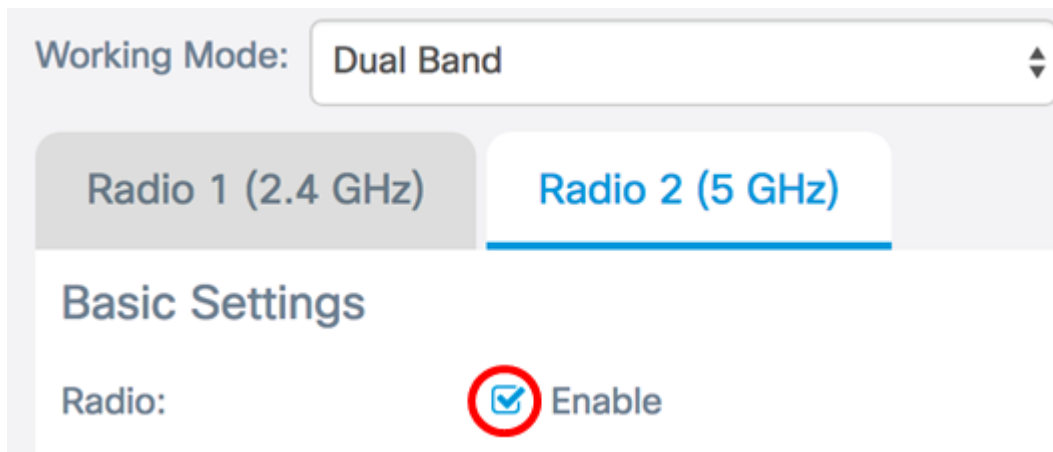 Working Mode: Dual Band
Radio 1 (2.4 GHz) Radio 2 (5 GHz)
Basic Settings
Radio: Enable